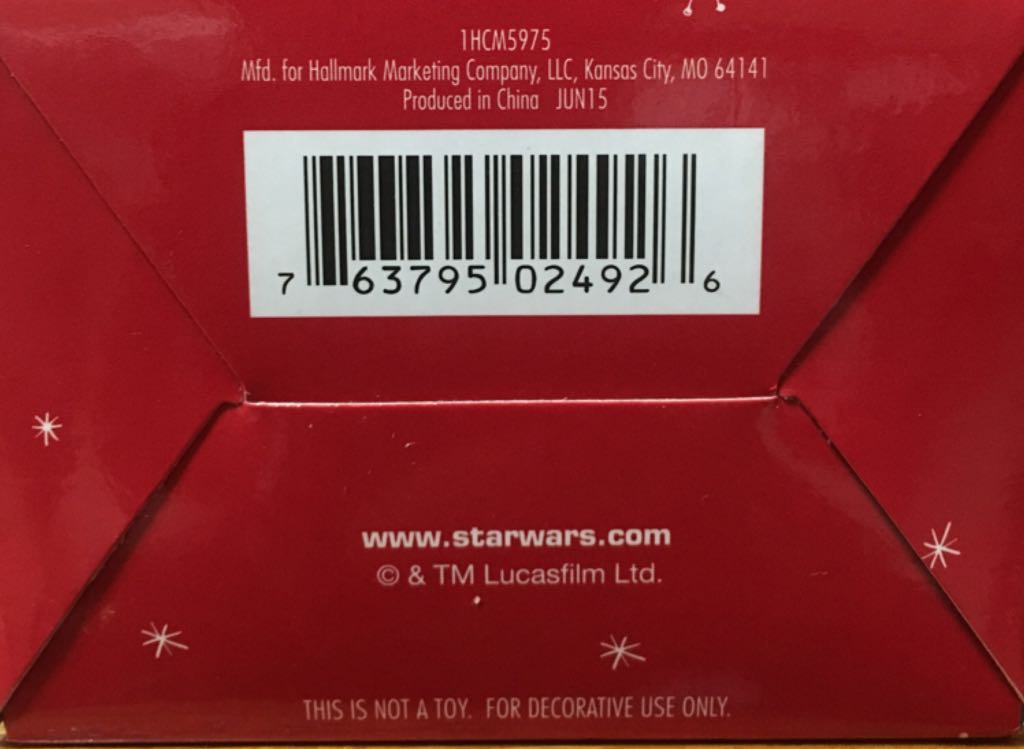 1HCM5975
Mfd. for Hallmark Marketing Company, LLC, Kansas City, MO 64141
Produced in China JUN15
7 63795 02492 6
www.starwars.com
© & TM Lucasfilm Ltd.
THIS IS NOT A TOY. FOR DECORATIVE USE ONLY.